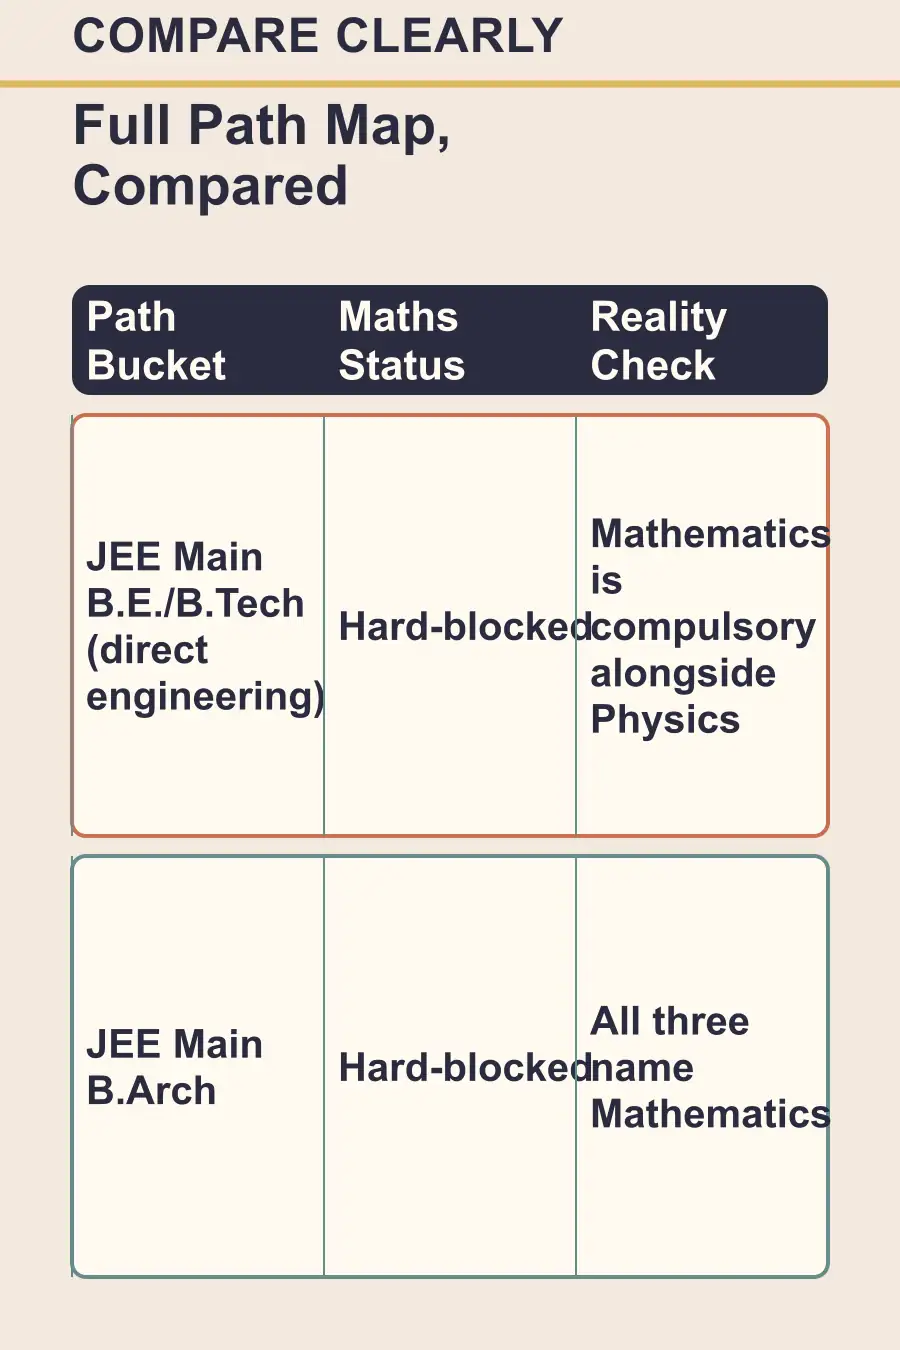 COMPARE CLEARLY
Full Path Map,
Compared
Path
Bucket
Maths
Status
Reality
Check
JEE Main
B.E./B.Tech
(direct
engineering)
Hard-blocked
Mathematics
is
compulsory
alongside
Physics
JEE Main
B.Arch
Hard-blocked
All three
name
Mathematics